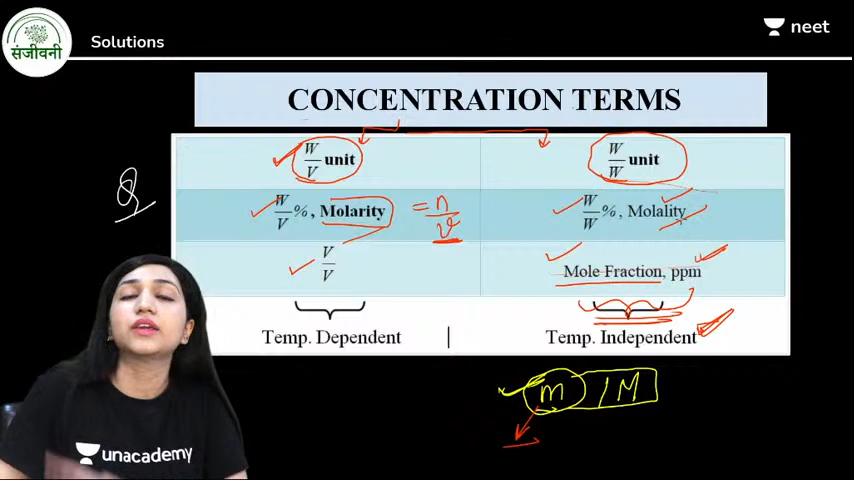 संजीवनी
Solutions
neet
CONCENTRATION TERMS
W/V unit
W/W unit
W/V %, Molarity = n/v
W/W %, Molality
V/V
Mole Fraction, ppm
Temp. Dependent
Temp. Independent
Q
m / M
unacademy